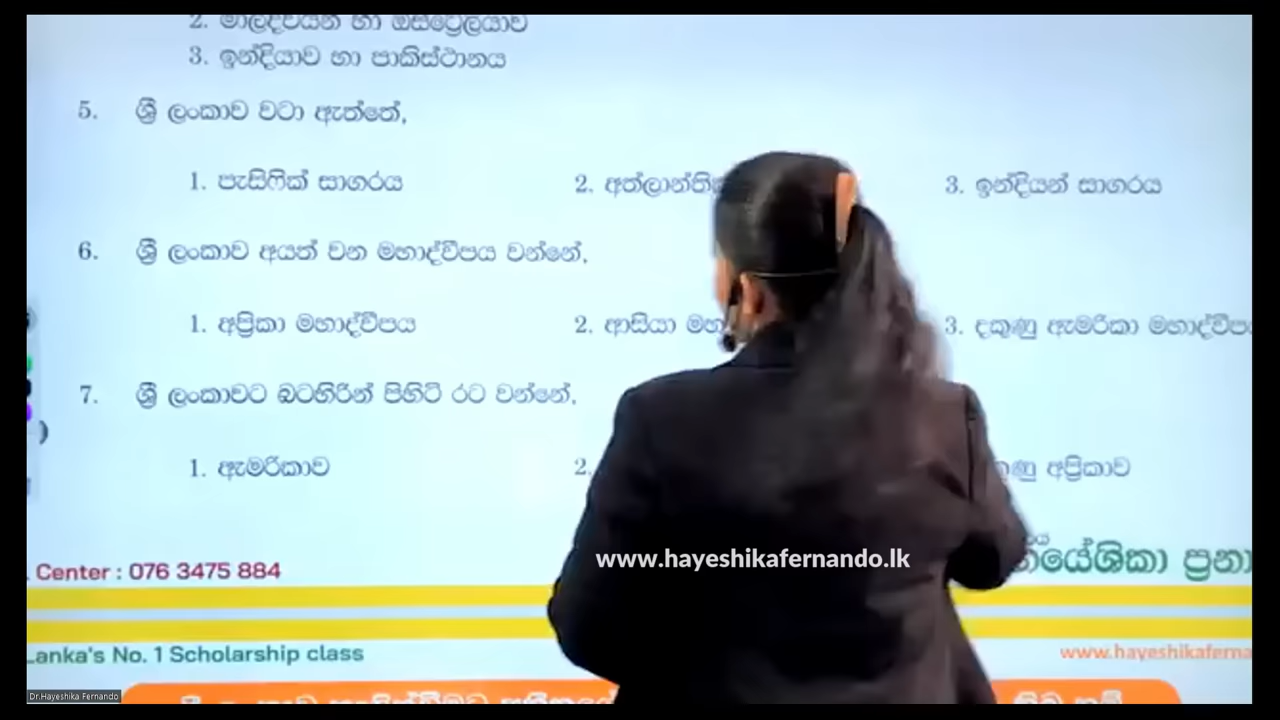 2. මාලදිවයින හා ඔස්ට්‍රේලියාව
3. ඉන්දියාව හා පාකිස්ථානය
5. ශ්‍රී ලංකාව වටා ඇත්තේ,
1. පැසිෆික් සාගරය 2. අත්ලාන්තික 3. ඉන්දියන් සාගරය
6. ශ්‍රී ලංකාව අයත් වන මහාද්වීපය වන්නේ,
1. අප්‍රිකා මහාද්වීපය 2. ආසියා 3. දකුණු ඇමරිකා මහාද්වීපය
7. ශ්‍රී ලංකාවට බටහිරින් පිහිටි රට වන්නේ,
1. ඇමරිකාව 2. අප්‍රිකාව
www.hayeshikafernando.lk
Center : 076 3475 884
Lanka's No. 1 Scholarship class
www.hayeshikaferna
Dr.Hayeshika Fernando